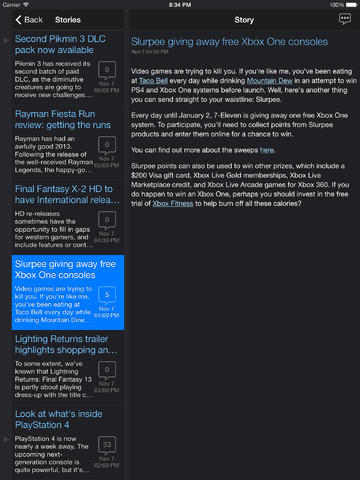 Carrier
8:34 PM
100%
Back
Stories
Story
Second Pikmin 3 DLC
pack now available
Pikmin 3 has received its
second batch of paid
DLC, as the diminutive
creatures are going to
receive new challenges....
0
Nov 7
05:00 PM
Rayman Fiesta Run
review: getting the runs
Rayman has had an
awfully good 2013.
Following the release of
the well-received Rayman
Legends, the happy-go...
0
Nov 7
Final Fantasy X-2 HD to
have International relea...
HD re-releases
sometimes have the
opportunity to fill in gaps
for western gamers, and
include features or cont...
0
Nov 7
04:30 PM
Slurpee giving away free
Xbox One consoles
Video games are trying to
kill you. If you're like me,
you've been eating at
Taco Bell every day while
drinking Mountain Dew...
5
Nov 7
04:00 PM
Lighting Returns trailer
highlights shopping an...
To some extent, we've
known that Lightning
Returns: Final Fantasy 13
is partly about playing
dress-up with the title c...
0
Nov 7
03:00 PM
Look at what's inside
PlayStation 4
PlayStation 4 is now
nearly a week away. The
upcoming next-
generation console is
quite powerful, but it's...
33
Nov 7
02:00 PM
Slurpee giving away free Xbox One consoles
Nov 7 04:00 PM
Video games are trying to kill you. If you're like me, you've been eating
at Taco Bell every day while drinking Mountain Dew in an attempt to win
PS4 and Xbox One systems before launch. Well, here's another thing
you can send straight to your waistline: Slurpee.
Every day until January 2, 7-Eleven is giving away one free Xbox One
system. To participate, you'll need to collect points from Slurpee
products and enter them online for a chance to win.
You can find more about the sweeps here.
Slurpee points can also be used to win other prizes, which include a
$200 Visa gift card, Xbox Live Gold memberships, Xbox Live
Marketplace credit, and Xbox Live Arcade games for Xbox 360. If you
do happen to win an Xbox One, perhaps you should invest in the free
trial of Xbox Fitness to help burn off all these calories?